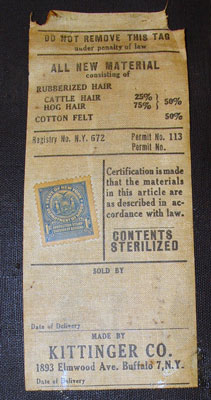 DO NOT REMOVE THIS TAG
under penalty of law
ALL NEW MATERIAL
consisting of
RUBBERIZED HAIR
CATTLE HAIR 25%
HOG HAIR 75% } 50%
COTTON FELT 50%
Registry No. N.Y. G72 Permit No. 113
Permit No.
Certification is made
that the materials
in this article are
as described in ac-
cordance with law.
CONTENTS
STERILIZED
SOLD BY
Date of Delivery
MADE BY
KITTINGER CO.
1893 Elmwood Ave. Buffalo 7, N.Y.
Date of Delivery